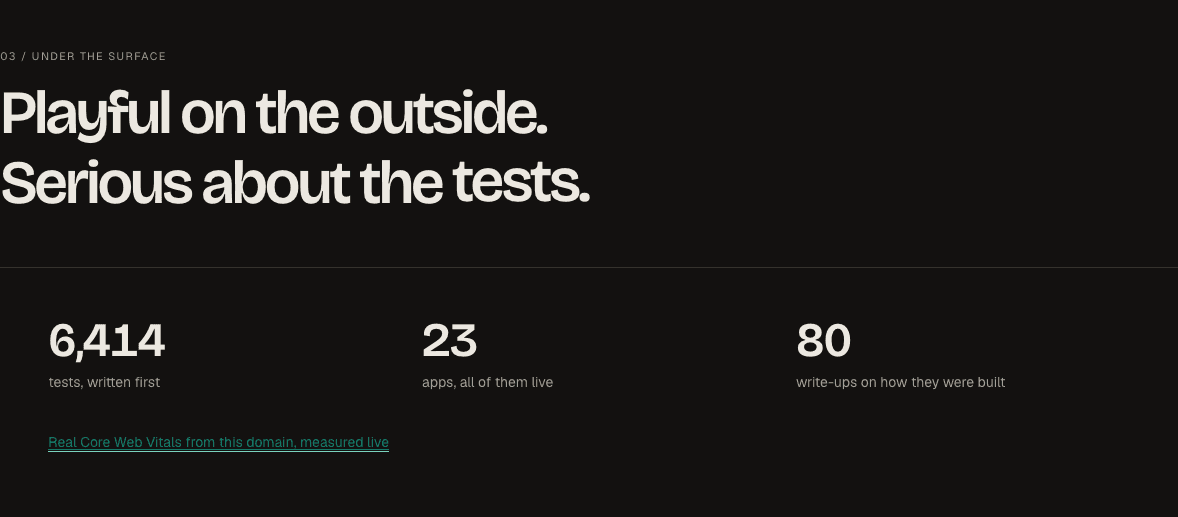 03 / UNDER THE SURFACE
Playful on the outside.
Serious about the tests.
6,414
tests, written first
23
apps, all of them live
80
write-ups on how they were built
Real Core Web Vitals from this domain, measured live